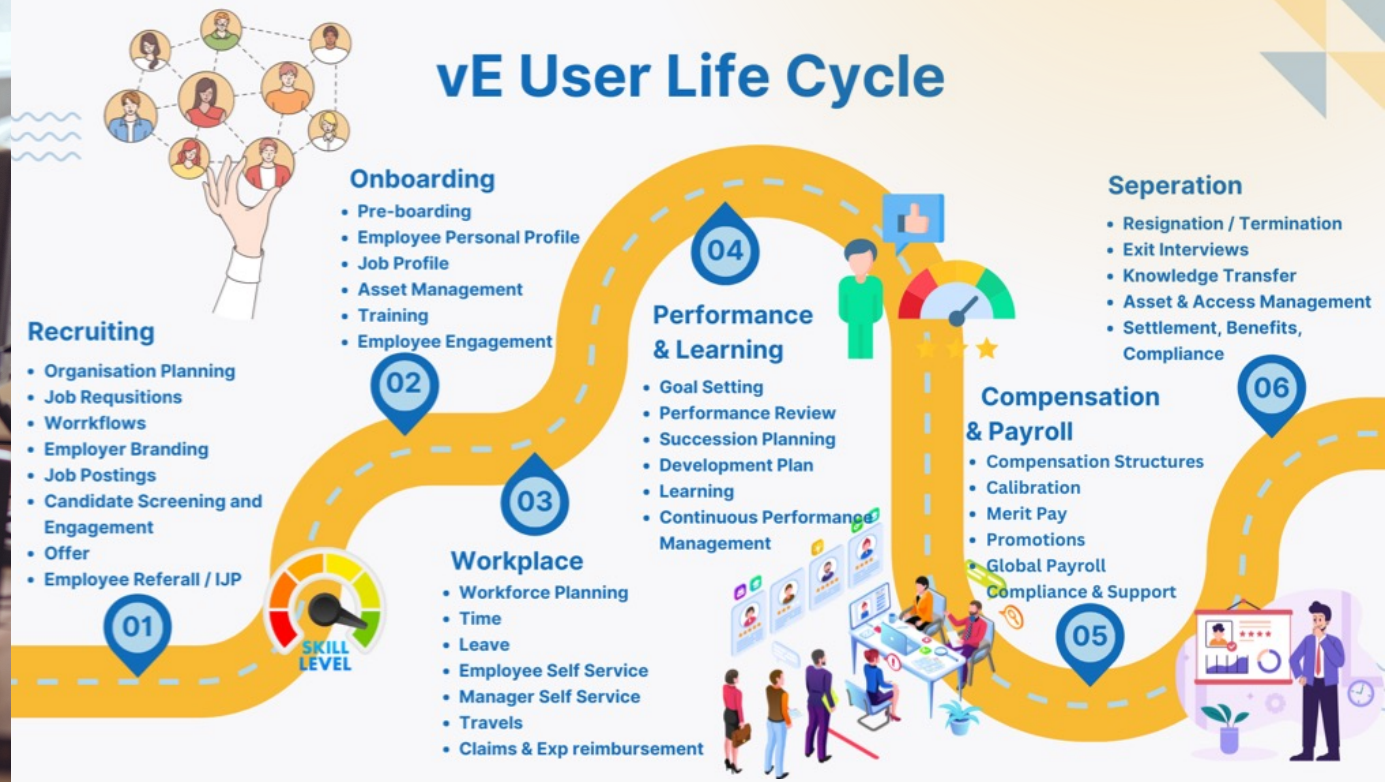 vE User Life Cycle
Recruiting
Organisation Planning
Job Requsitions
Worrkflows
Employer Branding
Job Postings
Candidate Screening and
Engagement
Offer
Employee Referall / IJP
01
SKILL
LEVEL
Onboarding
Pre-boarding
Employee Personal Profile
Job Profile
Asset Management
Training
Employee Engagement
02
03
Workplace
Workforce Planning
Time
Leave
Employee Self Service
Manager Self Service
Travels
Claims & Exp reimbursement
04
Performance
& Learning
Goal Setting
Performance Review
Succession Planning
Development Plan
Learning
Continuous Performance
Management
Compensation
& Payroll
Compensation Structures
Calibration
Merit Pay
Promotions
Global Payroll
Compliance & Support
05
Seperation
Resignation / Termination
Exit Interviews
Knowledge Transfer
Asset & Access Management
Settlement, Benefits,
Compliance
06